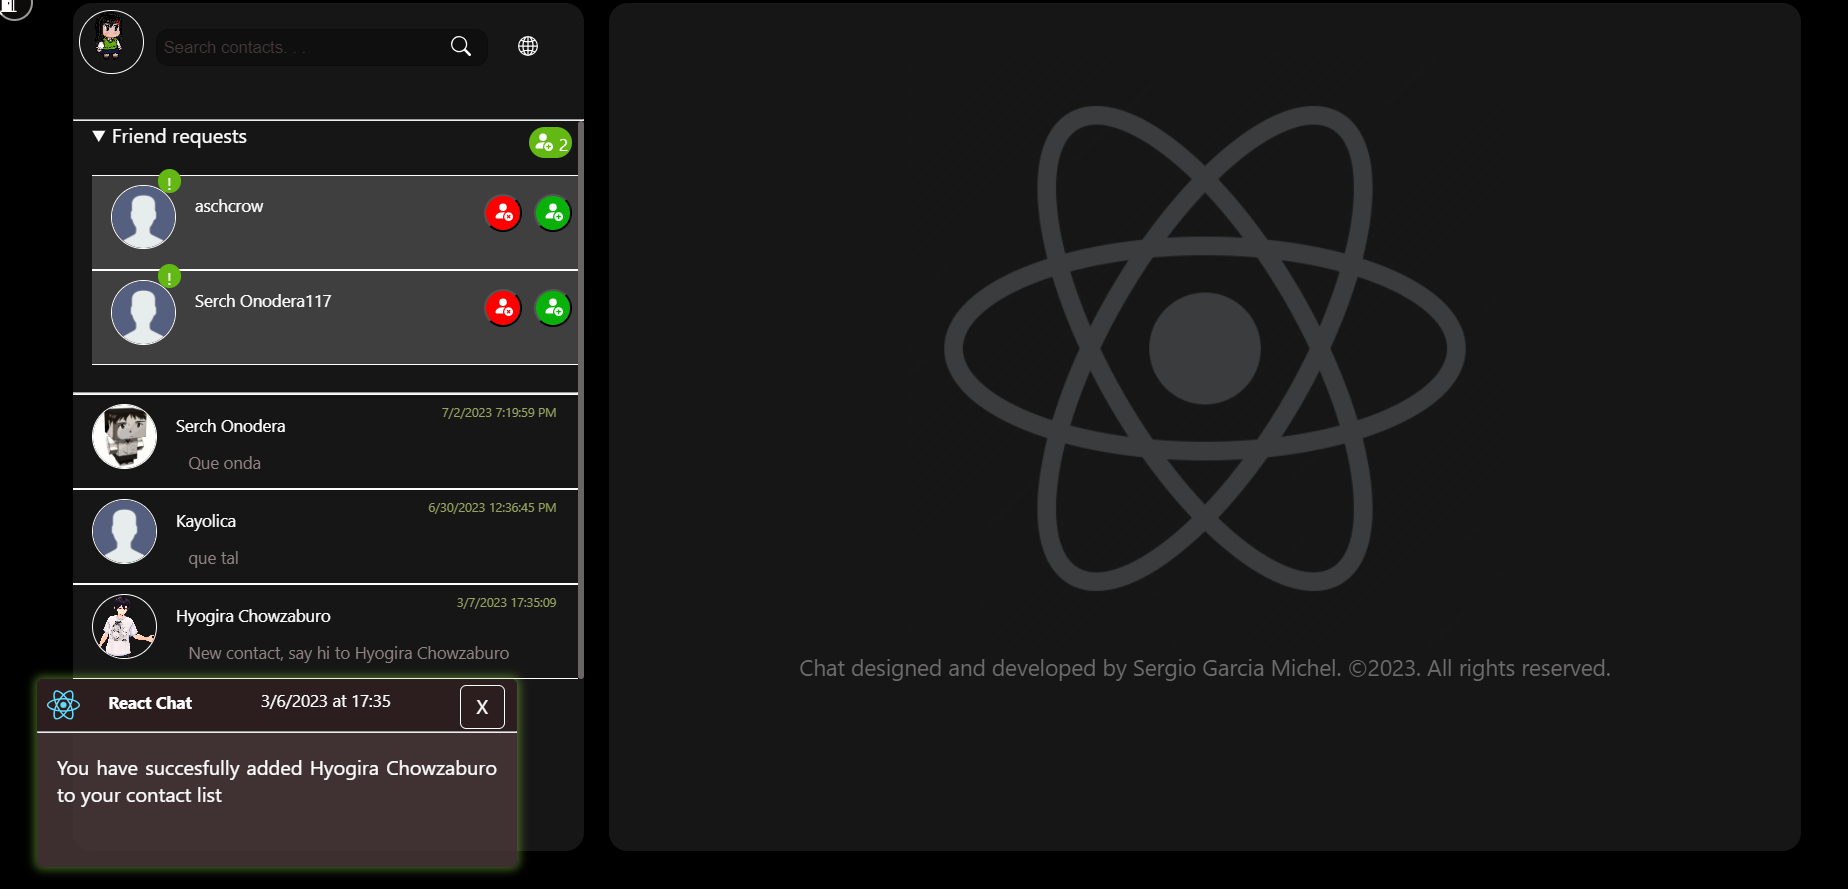 Search contacts. . .
Friend requests
2
!
aschcrow
!
Serch Onodera117
7/2/2023 7:19:59 PM
Serch Onodera
Que onda
6/30/2023 12:36:45 PM
Kayolica
que tal
3/7/2023 17:35:09
Hyogira Chowzaburo
New contact, say hi to Hyogira Chowzaburo
React Chat 3/6/2023 at 17:35 X
You have succesfully added Hyogira Chowzaburo
to your contact list
Chat designed and developed by Sergio Garcia Michel. ©2023. All rights reserved.